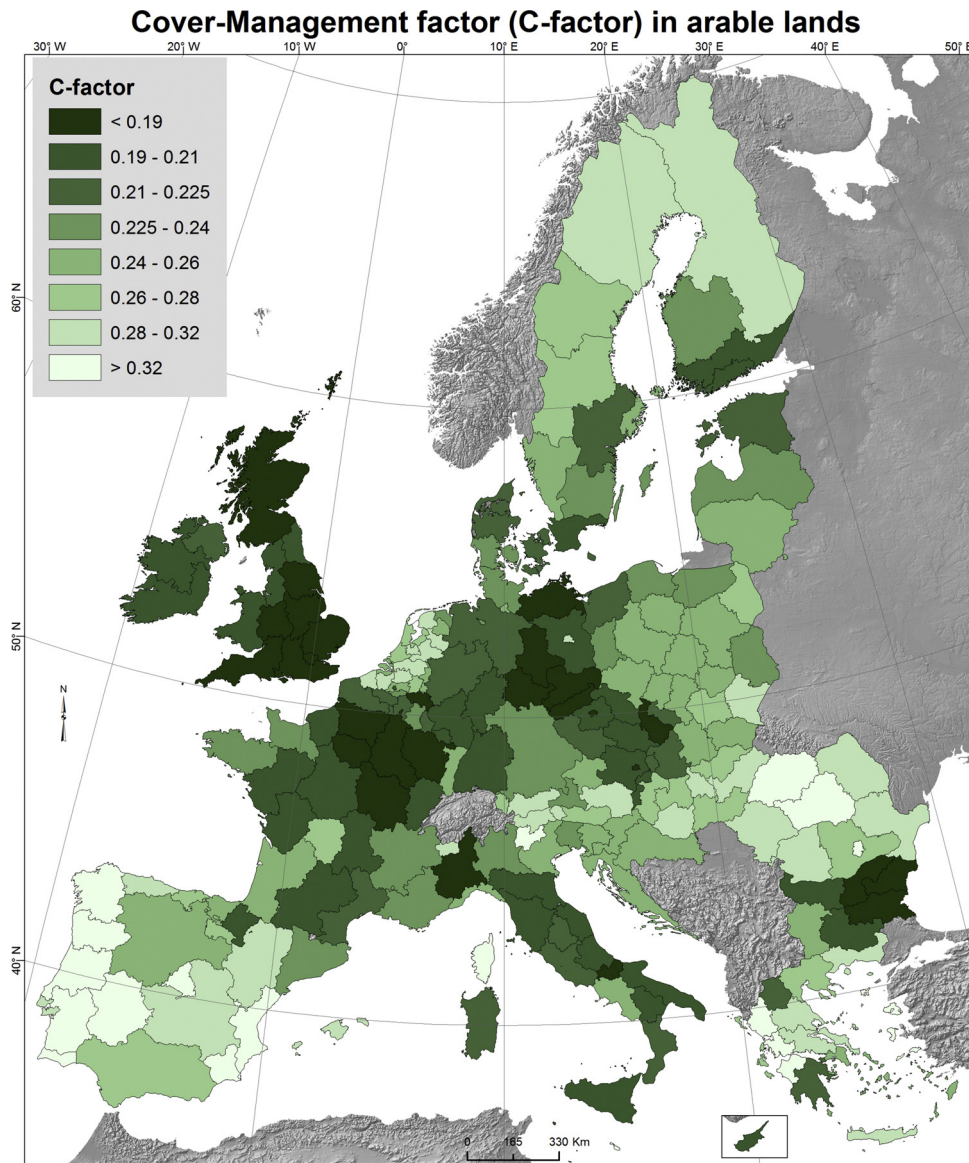 Cover-Management factor (C-factor) in arable lands
30°W 20°W 10°W 0° 10°E 20°E 30°E 40°E 50°E
C-factor
< 0.19
0.19 - 0.21
0.21 - 0.225
0.225 - 0.24
0.24 - 0.26
0.26 - 0.28
0.28 - 0.32
> 0.32
60° N
50° N
N
40° N
0 165 330 Km